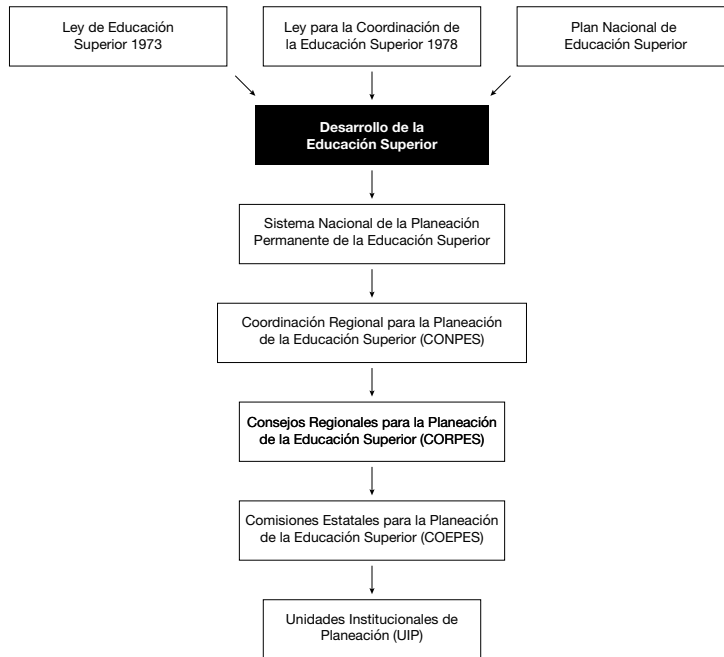 Ley de Educación
Superior 1973
Ley para la Coordinación de
la Educación Superior 1978
Plan Nacional de
Educación Superior
Desarrollo de la
Educación Superior
Sistema Nacional de la Planeación
Permanente de la Educación Superior
Coordinación Regional para la Planeación
de la Educación Superior (CONPES)
Consejos Regionales para la Planeación
de la Educación Superior (CORPES)
Comisiones Estatales para la Planeación
de la Educación Superior (COEPES)
Unidades Institucionales de
Planeación (UIP)